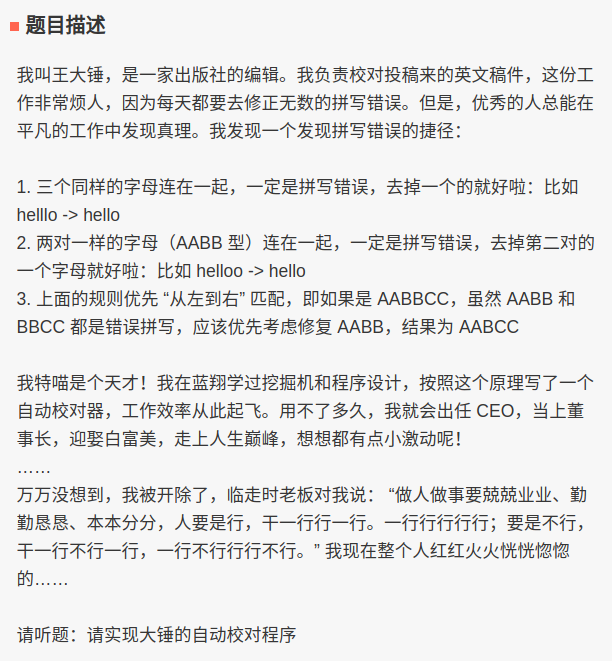 题目描述
我叫王大锤，是一家出版社的编辑。我负责校对投稿来的英文稿件，这份工
作非常烦人，因为每天都要去修正无数的拼写错误。但是，优秀的人总能在
平凡的工作中发现真理。我发现一个发现拼写错误的捷径：
1. 三个同样的字母连在一起，一定是拼写错误，去掉一个的就好啦：比如
helllo -> hello
2. 两对一样的字母（AABB 型）连在一起，一定是拼写错误，去掉第二对的
一个字母就好啦：比如 helloo -> hello
3. 上面的规则优先 “从左到右” 匹配，即如果是 AABBCC，虽然 AABB 和
BBCC 都是错误拼写，应该优先考虑修复 AABB，结果为 AABCC
我特喵是个天才！我在蓝翔学过挖掘机和程序设计，按照这个原理写了一个
自动校对器，工作效率从此起飞。用不了多久，我就会出任 CEO，当上董
事长，迎娶白富美，走上人生巅峰，想想都有点小激动呢！
……
万万没想到，我被开除了，临走时老板对我说： “做人做事要兢兢业业、勤
勤恳恳、本本分分，人要是行，干一行行一行。一行行行行行；要是不行，
干一行不行一行，一行不行行行不行。” 我现在整个人红红火火恍恍惚惚
的……
请听题：请实现大锤的自动校对程序